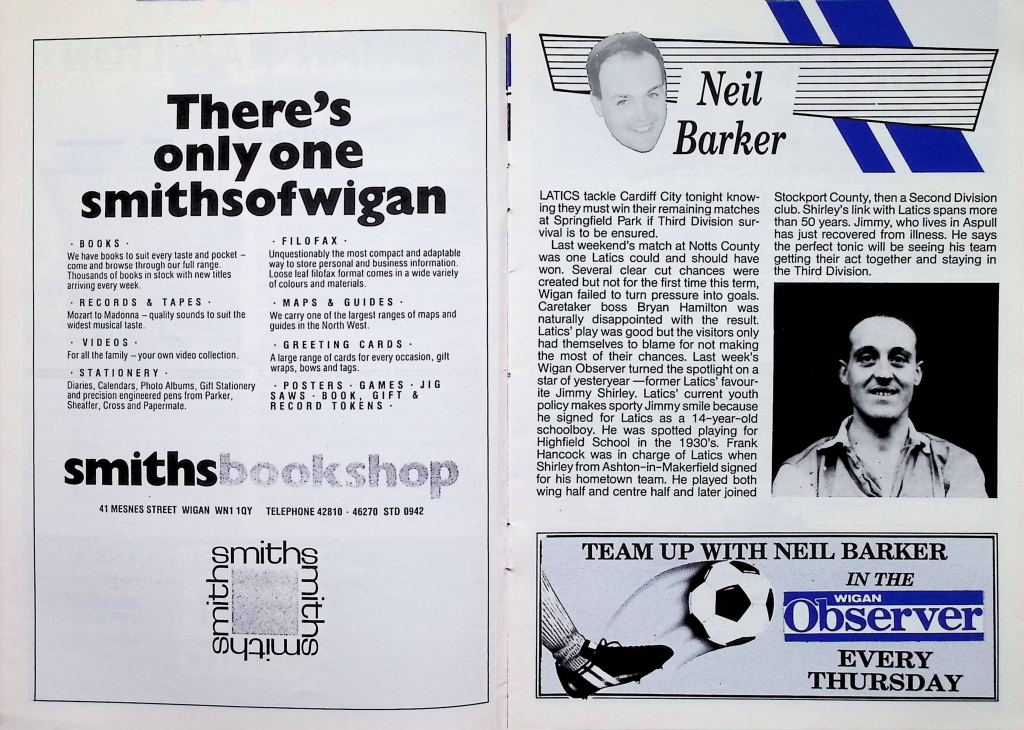 There's
only one
smithsofwigan
· BOOKS ·
We have books to suit every taste and pocket –
come and browse through our full range.
Thousands of books in stock with new titles
arriving every week.
· RECORDS & TAPES ·
Mozart to Madonna – quality sounds to suit the
widest musical taste.
· VIDEOS ·
For all the family – your own video collection.
· STATIONERY ·
Diaries, Calendars, Photo Albums, Gift Stationery
and precision engineered pens from Parker,
Sheaffer, Cross and Papermate.
· FILOFAX ·
Unquestionably the most compact and adaptable
way to store personal and business information.
Loose leaf filofax format comes in a wide variety
of colours and materials.
· MAPS & GUIDES ·
We carry one of the largest ranges of maps and
guides in the North West.
· GREETING CARDS ·
A large range of cards for every occasion, gift
wraps, bows and tags.
· POSTERS · GAMES · JIG
SAWS · BOOK, GIFT &
RECORD TOKENS ·
smithsbookshop
41 MESNES STREET WIGAN WN1 1QY TELEPHONE 42810 · 46270 STD 0942
smiths
smiths
smiths
smiths
Neil
Barker
LATICS tackle Cardiff City tonight know-
ing they must win their remaining matches
at Springfield Park if Third Division sur-
vival is to be ensured.
Last weekend's match at Notts County
was one Latics could and should have
won. Several clear cut chances were
created but not for the first time this term,
Wigan failed to turn pressure into goals.
Caretaker boss Bryan Hamilton was
naturally disappointed with the result.
Latics' play was good but the visitors only
had themselves to blame for not making
the most of their chances. Last week's
Wigan Observer turned the spotlight on a
star of yesteryear —former Latics' favour-
ite Jimmy Shirley. Latics' current youth
policy makes sporty Jimmy smile because
he signed for Latics as a 14–year–old
schoolboy. He was spotted playing for
Highfield School in the 1930's. Frank
Hancock was in charge of Latics when
Shirley from Ashton–in–Makerfield signed
for his hometown team. He played both
wing half and centre half and later joined
Stockport County, then a Second Division
club. Shirley's link with Latics spans more
than 50 years. Jimmy, who lives in Aspull
has just recovered from illness. He says
the perfect tonic will be seeing his team
getting their act together and staying in
the Third Division.
TEAM UP WITH NEIL BARKER
IN THE
WIGAN
Observer
EVERY
THURSDAY